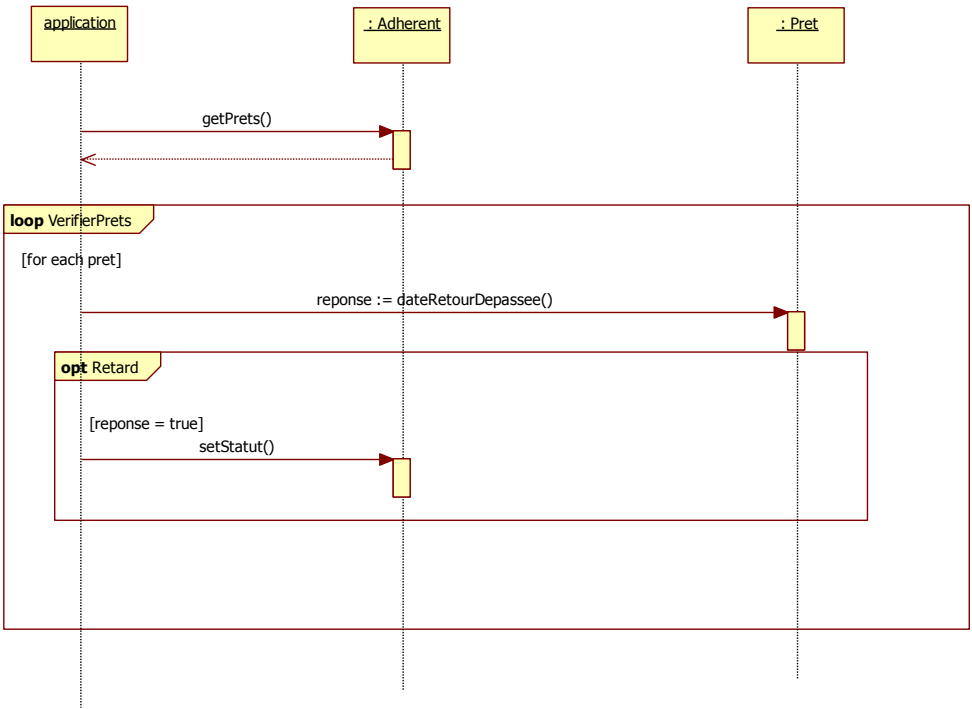 application
: Adherent
: Pret
getPrets()
loop VerifierPrets
[for each pret]
reponse := dateRetourDepassee()
opt Retard
[reponse = true]
setStatut()